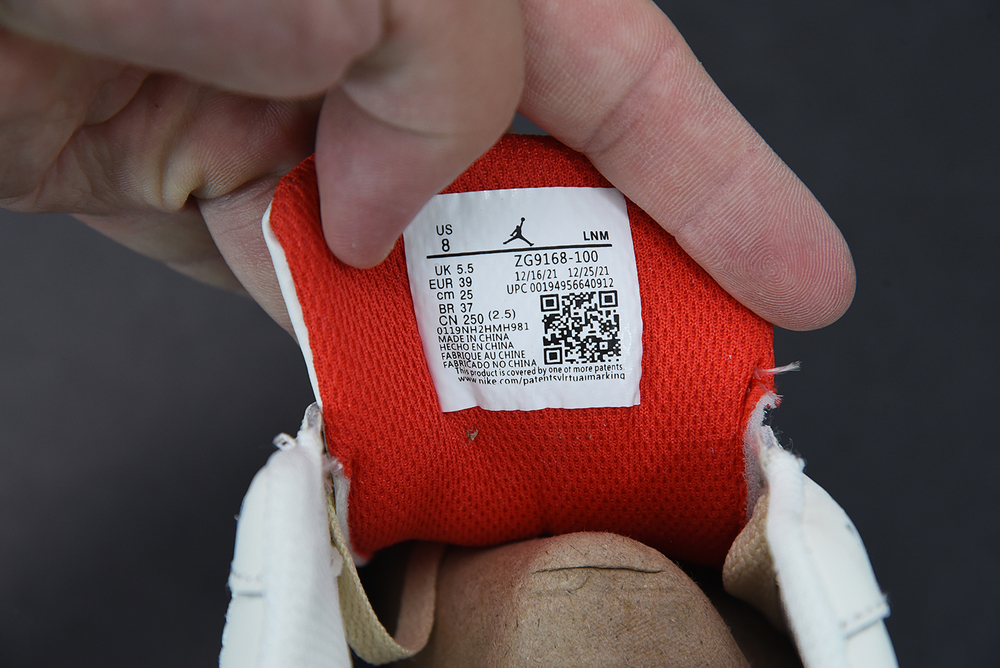 US
8
LNM
ZG9168-100
UK 5.5
12/16/21 12/25/21
EUR 39
UPC 00194956640912
cm 25
BR 37
CN 250 (2.5)
0119NH2HMH981
MADE IN CHINA
HECHO EN CHINA
FABRIQUE AU CHINE
FABRICADO NO CHINA
This product is covered by one of more patents.
www.nike.com/patentsvlrtuaimarking